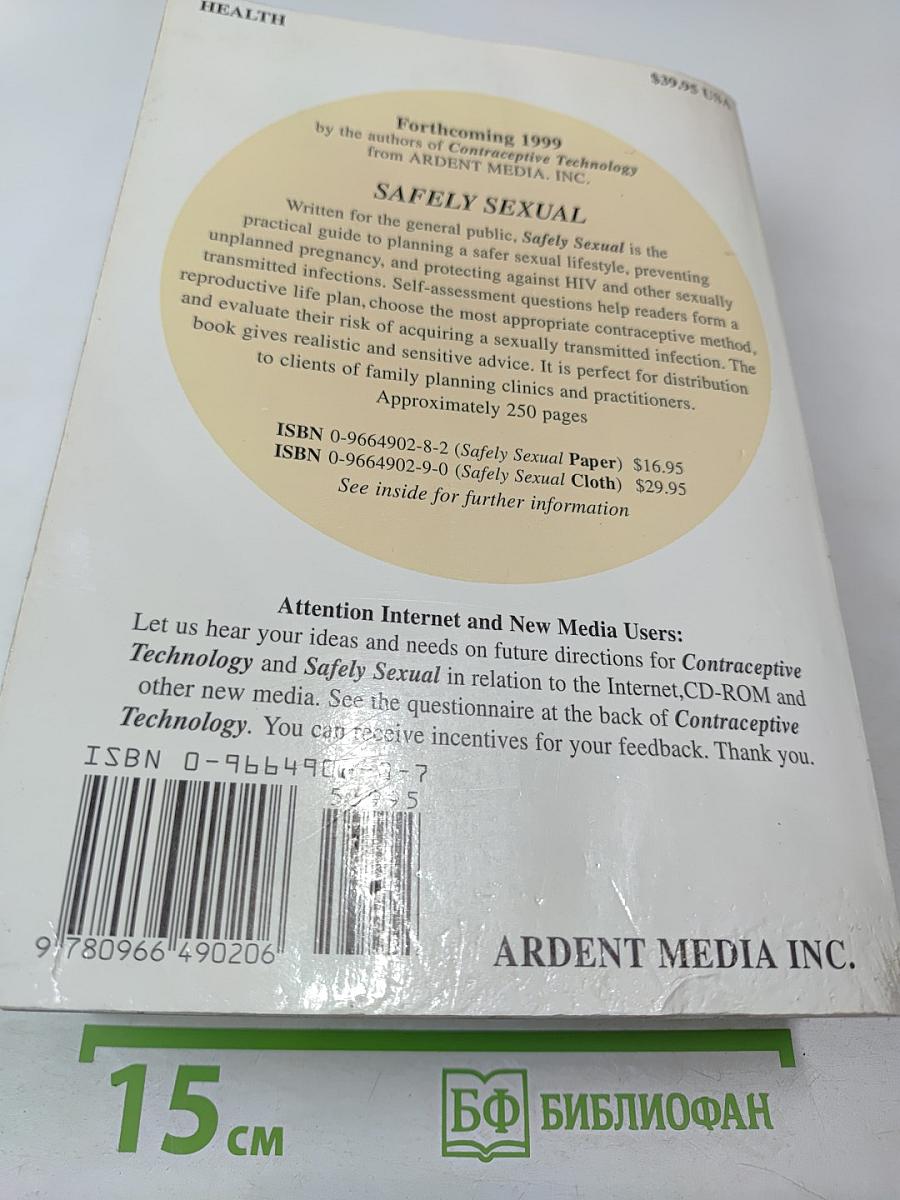 HEALTH
$39.95 USA
Forthcoming 1999
by the authors of Contraceptive Technology
from ARDENT MEDIA. INC.
SAFELY SEXUAL
Written for the general public, Safely Sexual is the
practical guide to planning a safer sexual lifestyle, preventing
unplanned pregnancy, and protecting against HIV and other sexually
transmitted infections. Self-assessment questions help readers form a
reproductive life plan, choose the most appropriate contraceptive method,
and evaluate their risk of acquiring a sexually transmitted infection. The
book gives realistic and sensitive advice. It is perfect for distribution
to clients of family planning clinics and practitioners.
Approximately 250 pages
ISBN 0-9664902-8-2 (Safely Sexual Paper) $16.95
ISBN 0-9664902-9-0 (Safely Sexual Cloth) $29.95
See inside for further information
Attention Internet and New Media Users:
Let us hear your ideas and needs on future directions for Contraceptive
Technology and Safely Sexual in relation to the Internet,CD-ROM and
other new media. See the questionnaire at the back of Contraceptive
Technology. You can receive incentives for your feedback. Thank you.
ISBN
9 780966 490206
ARDENT MEDIA INC.
15 см
БФ БИБЛИОФАН